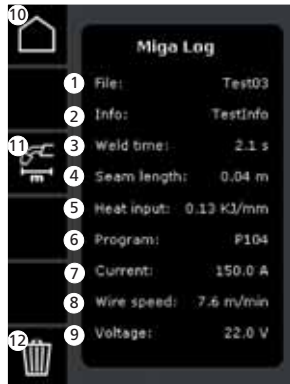 10
Miga Log
1 File: Test03
2 Info: TestInfo
11
3 Weld time: 2.1 s
m
4 Seam length: 0.04 m
5 Heat input: 0.13 KJ/mm
6 Program: P104
7 Current: 150.0 A
8 Wire speed: 7.6 m/min
9 Voltage: 22.0 V
12